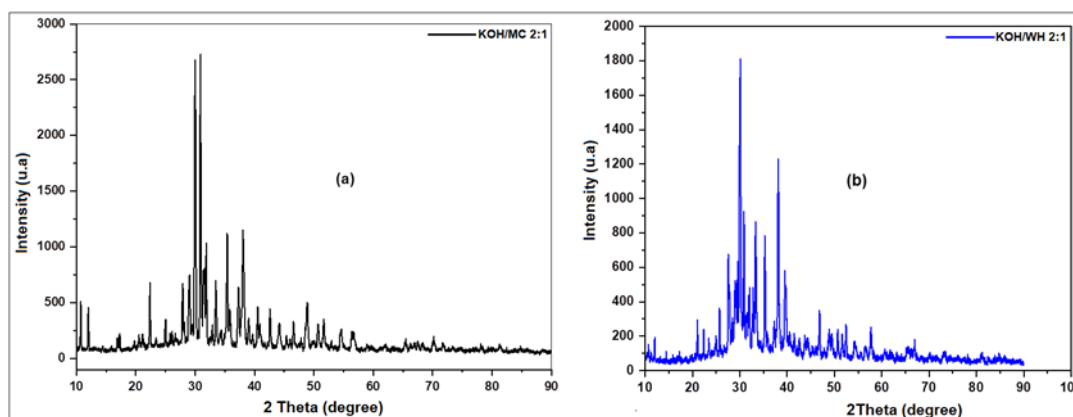 KOH/MC 2:1
3000
2500
2000
1500
1000
500
0
Intensity (u.a)
(a)
10 20 30 40 50 60 70 80 90
2 Theta (degree)
KOH/WH 2:1
2000
1800
1600
1400
1200
1000
800
600
400
200
0
Intensity (u.a)
(b)
10 20 30 40 50 60 70 80 90 100
2Theta (degree)